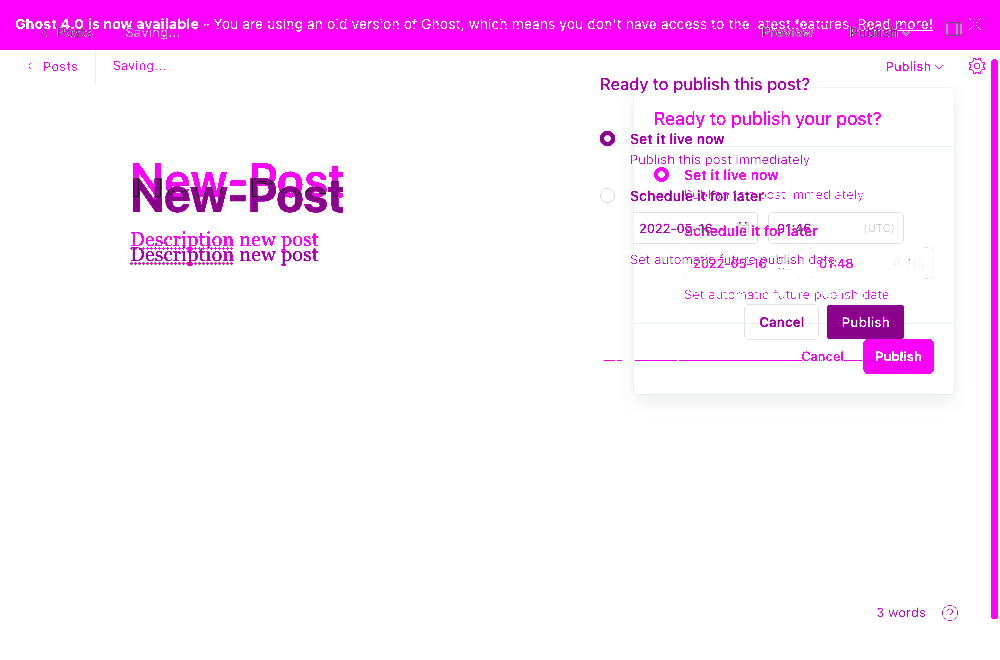 Ghost 4.0 is now available - You are using an old version of Ghost, which means you don't have access to the latest features. Read more!
Posts Saving... Preview Publish
Posts Saving... Publish
Ready to publish this post?
Ready to publish your post?
Set it live now
Publish this post immediately
Set it live now
Publish this post immediately
Schedule it for later
2022-05-16 01:46 (UTC)
Schedule it for later
Set automatic future publish date
2022-05-16 01:48
Set automatic future publish date
New-Post
New-Post
Description new post
Description new post
Cancel Publish
Cancel Publish
3 words